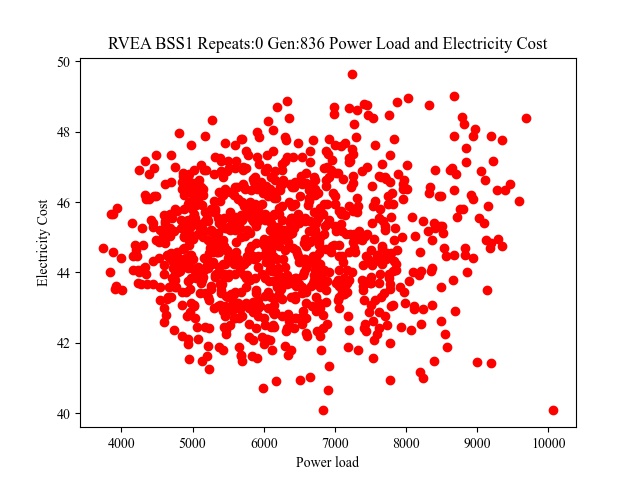 RVEA BSS1 Repeats:0 Gen:836 Power Load and Electricity Cost
50
48
46
44
42
40
Electricity Cost
4000 5000 6000 7000 8000 9000 10000
Power load